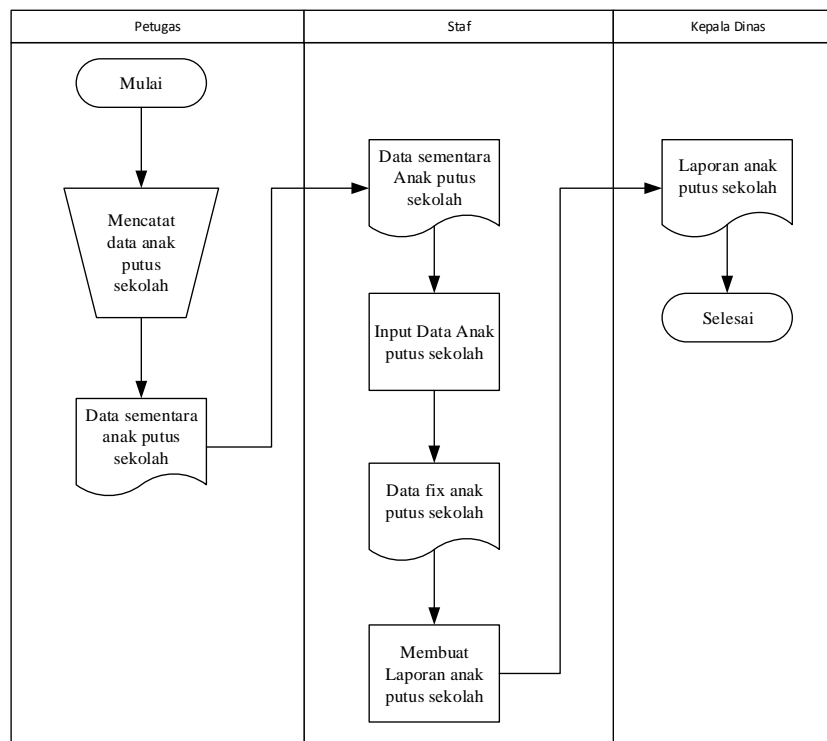 Petugas
Staf
Kepala Dinas
Mulai
Mencatat
data anak
putus
sekolah
Data sementara
anak putus
sekolah
Data sementara
Anak putus
sekolah
Input Data Anak
putus sekolah
Data fix anak
putus sekolah
Membuat
Laporan anak
putus sekolah
Laporan anak
putus sekolah
Selesai